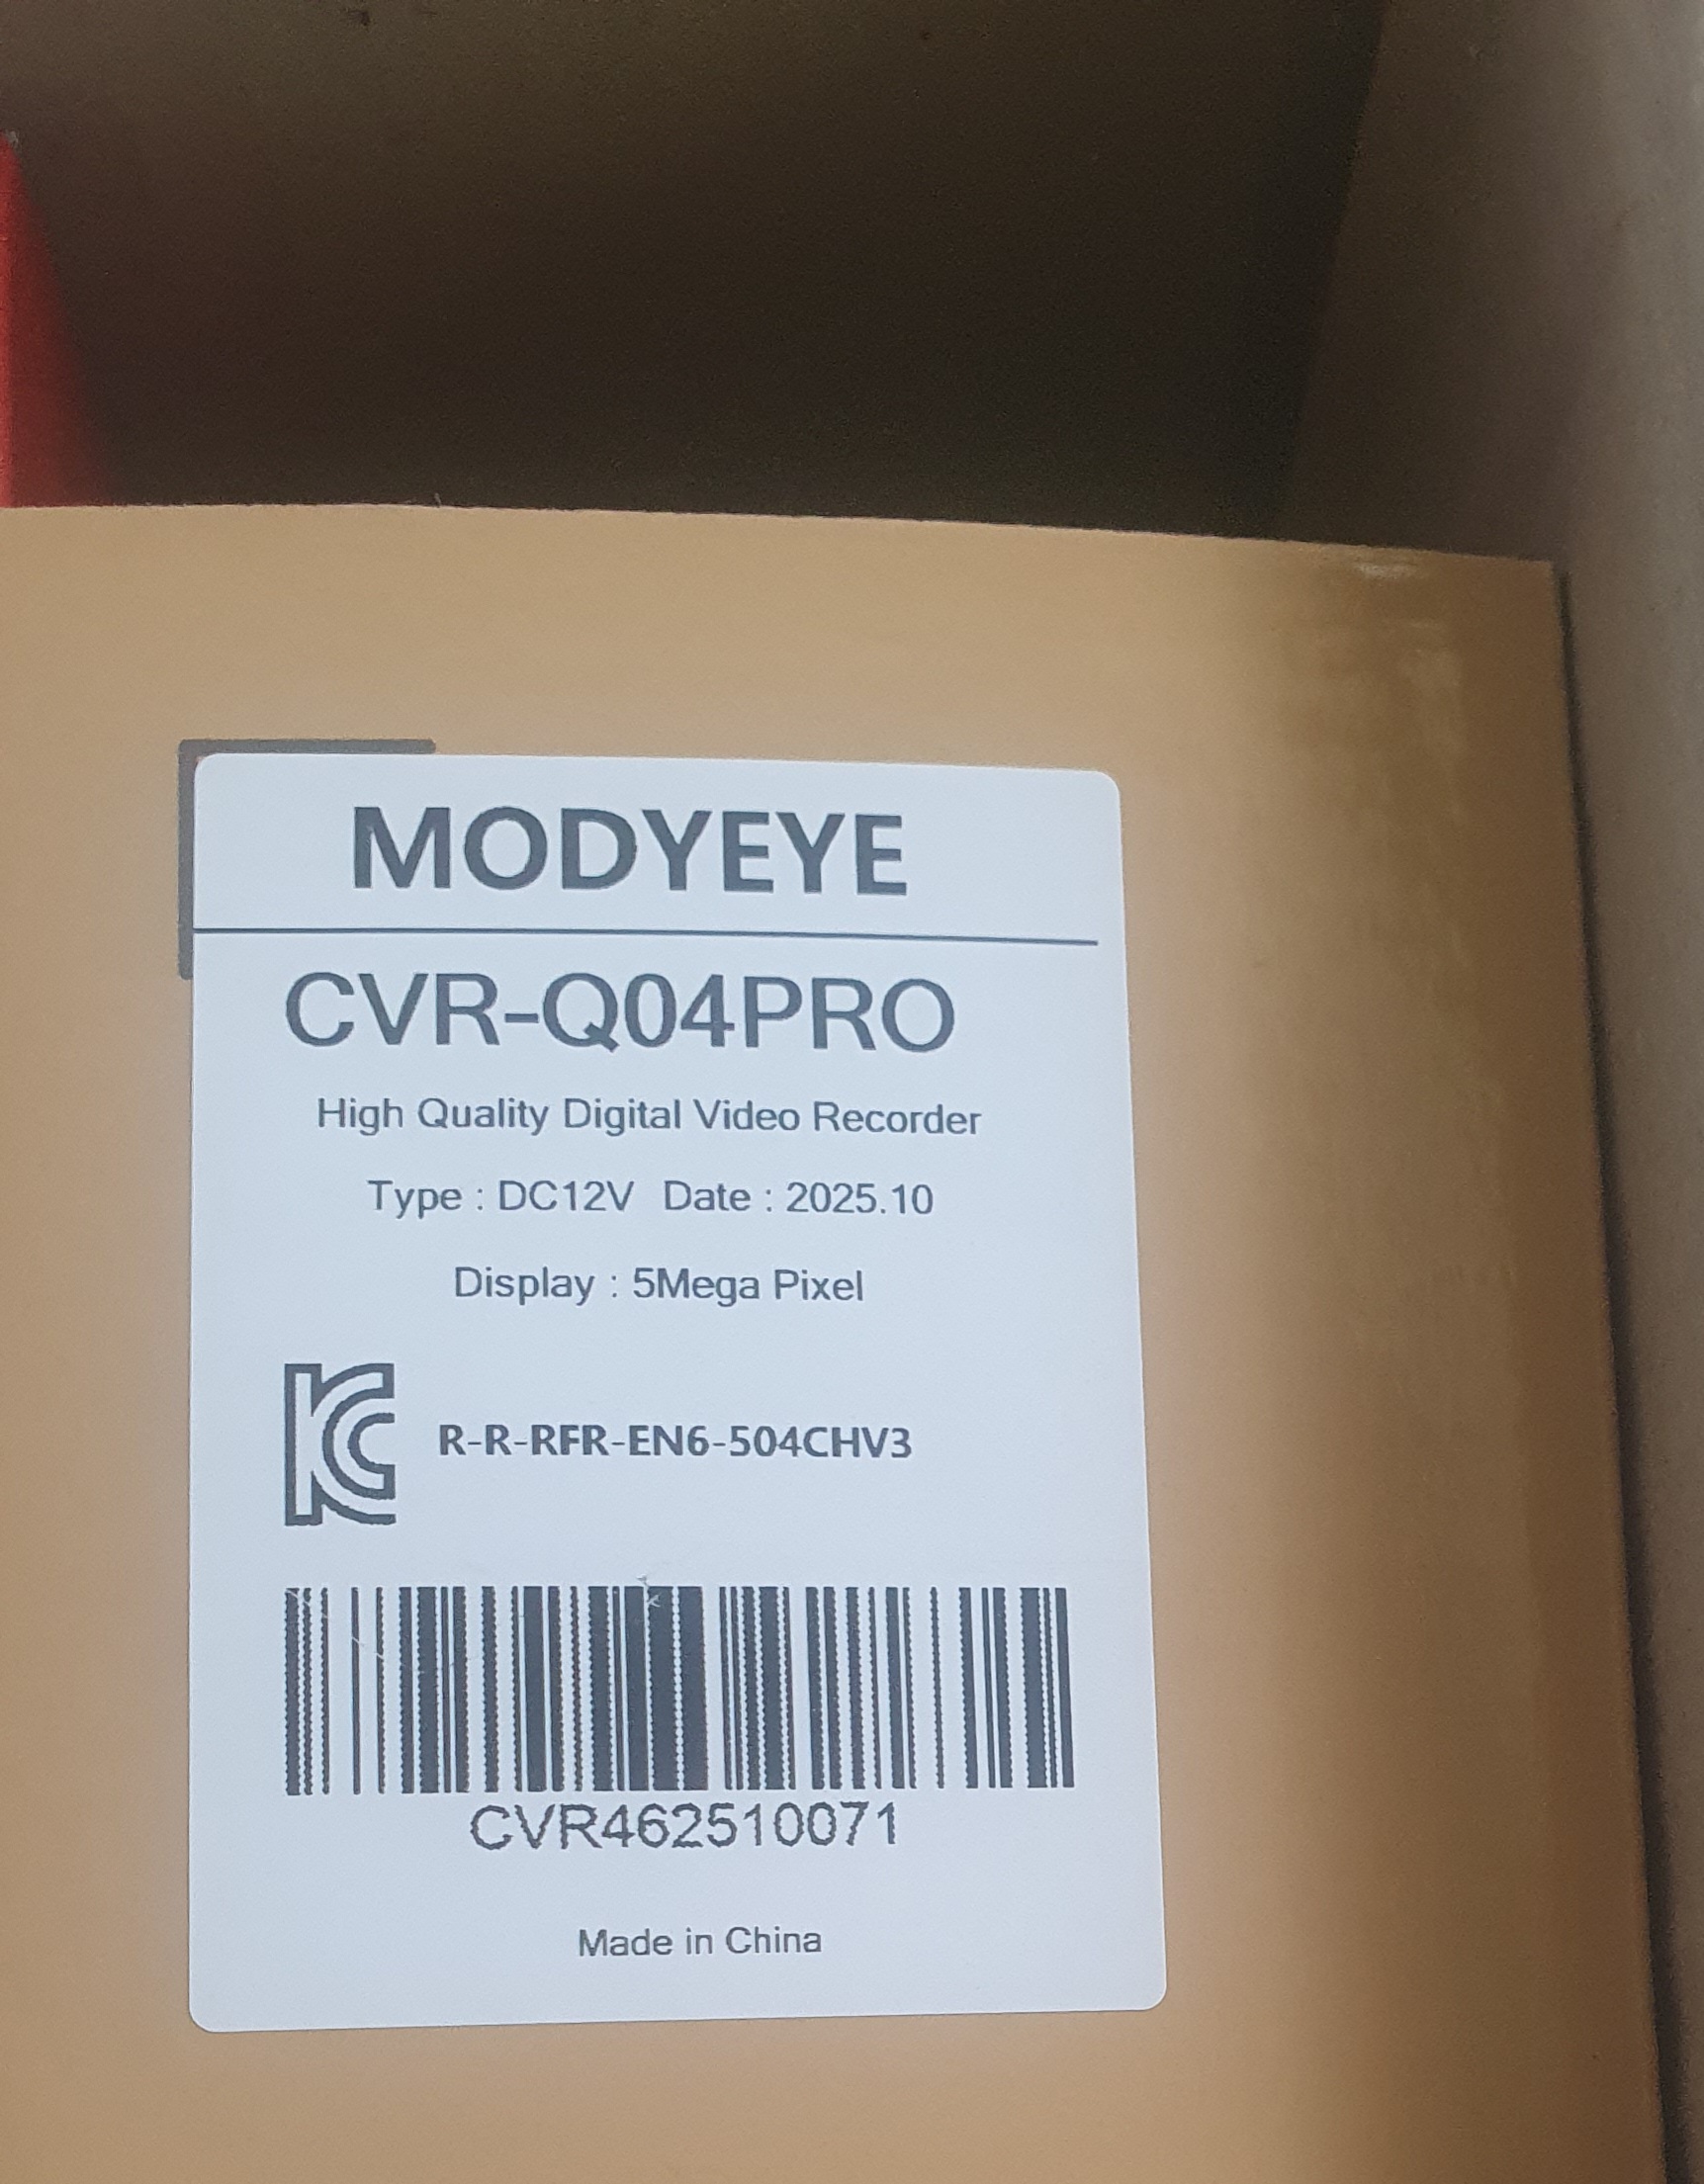 MODYEYE
CVR-Q04PRO
High Quality Digital Video Recorder
Type : DC12V Date : 2025.10
Display : 5Mega Pixel
KC R-R-RFR-EN6-504CHV3
CVR462510071
Made in China